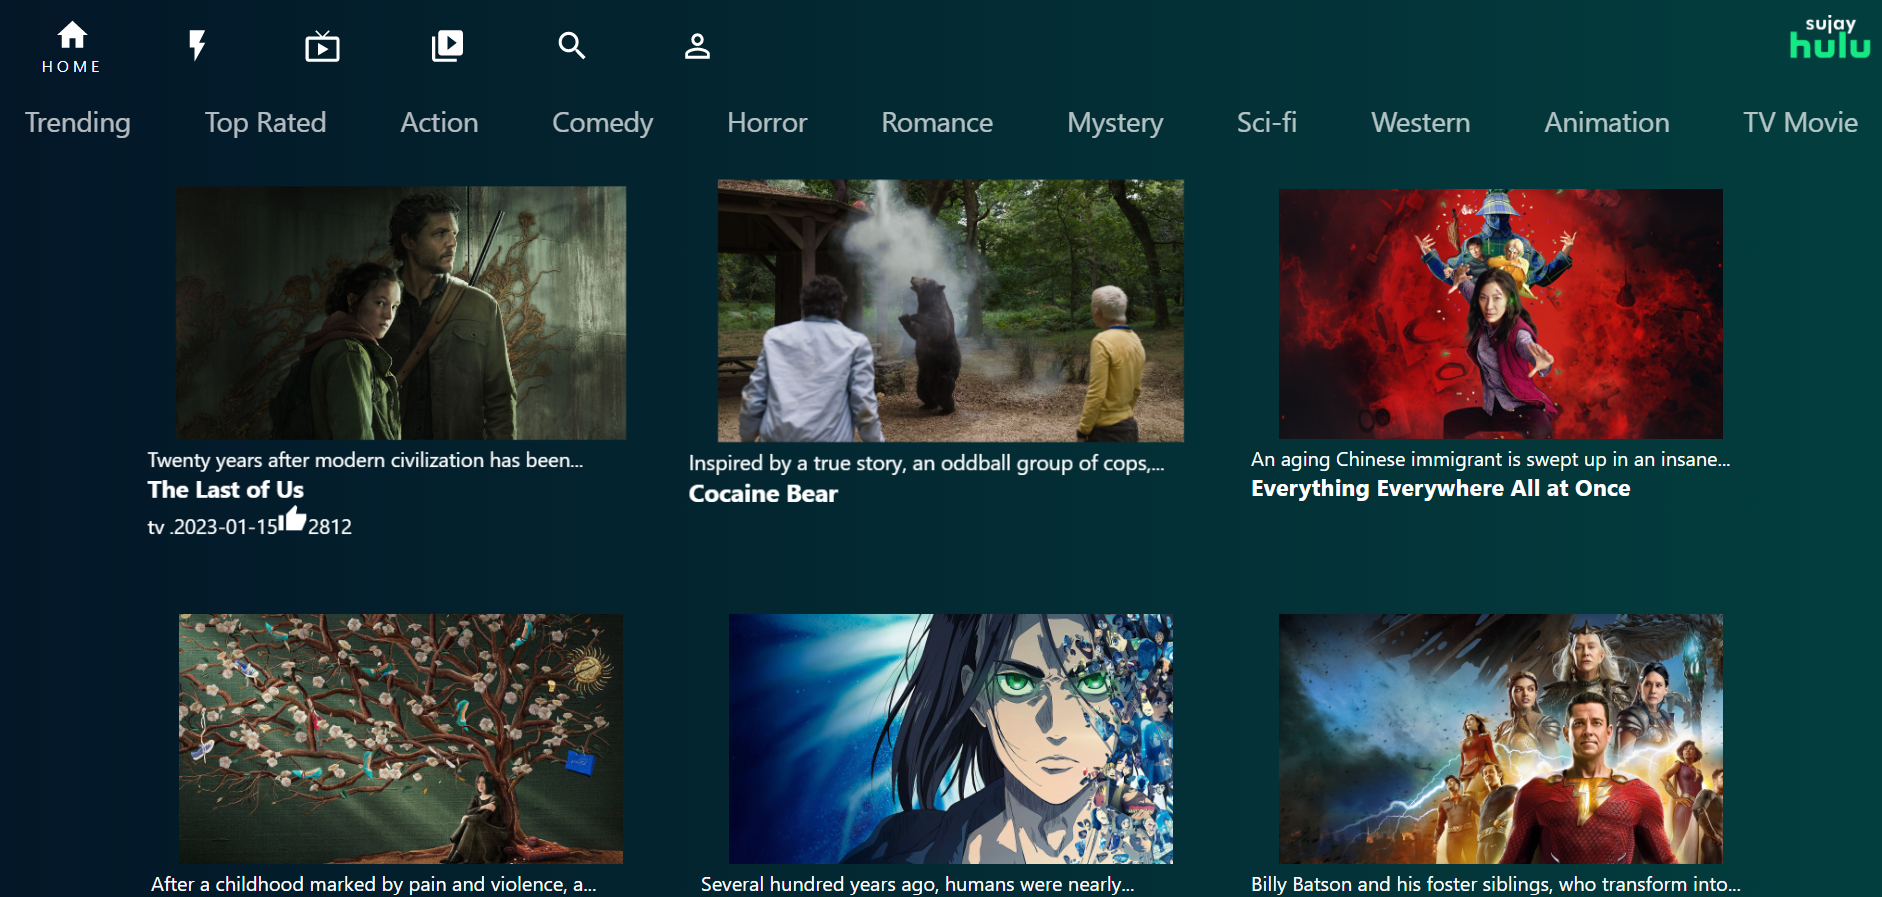 HOME
sujay
hulu
Trending Top Rated Action Comedy Horror Romance Mystery Sci-fi Western Animation TV Movie
Twenty years after modern civilization has been...
The Last of Us
tv .2023-01-15 2812
Inspired by a true story, an oddball group of cops,...
Cocaine Bear
An aging Chinese immigrant is swept up in an insane...
Everything Everywhere All at Once
After a childhood marked by pain and violence, a...
Several hundred years ago, humans were nearly...
Billy Batson and his foster siblings, who transform into...